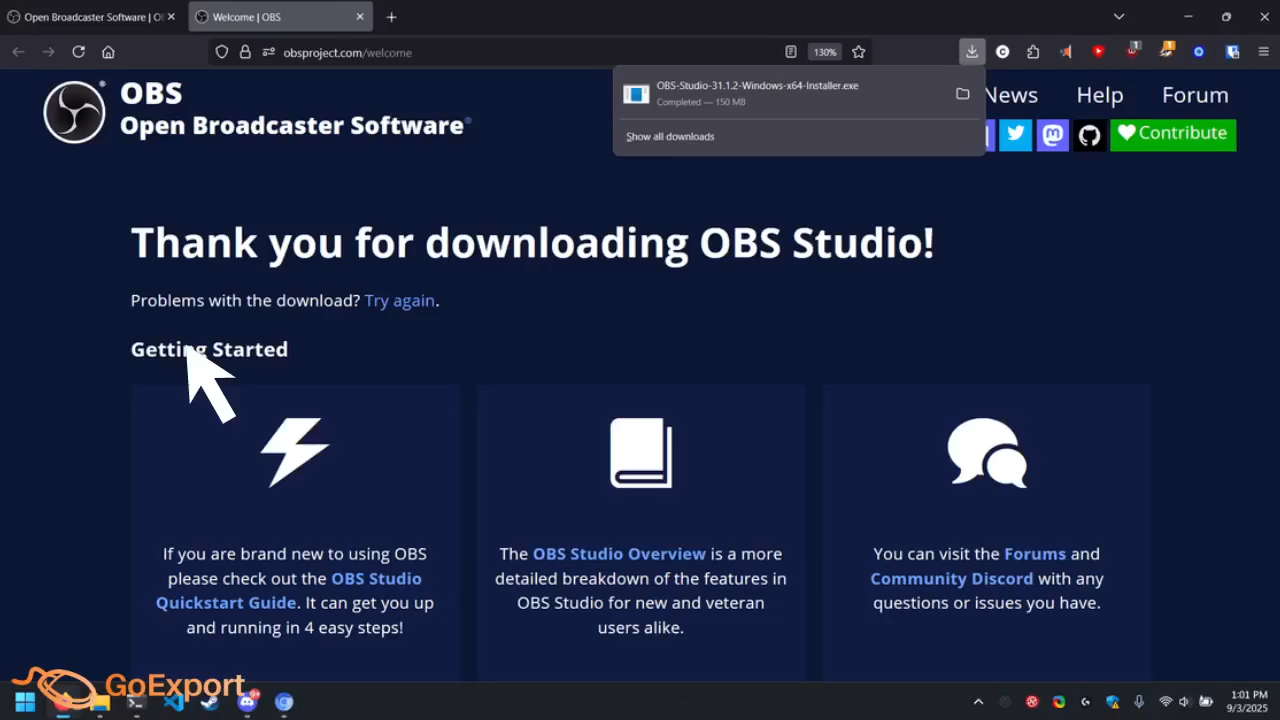 Open Broadcaster Software | O
Welcome | OBS
obsproject.com/welcome
130%
1
1
OBS
Open Broadcaster Software®
OBS-Studio-31.1.2-Windows-x64-Installer.exe
Completed — 150 MB
Show all downloads
News
Help
Forum
Contribute
Thank you for downloading OBS Studio!
Problems with the download? Try again.
Getting Started
If you are brand new to using OBS
please check out the OBS Studio
Quickstart Guide. It can get you up
and running in 4 easy steps!
The OBS Studio Overview is a more
detailed breakdown of the features in
OBS Studio for new and veteran
users alike.
You can visit the Forums and
Community Discord with any
questions or issues you have.
GoExport
9+
1:01 PM
9/3/2025